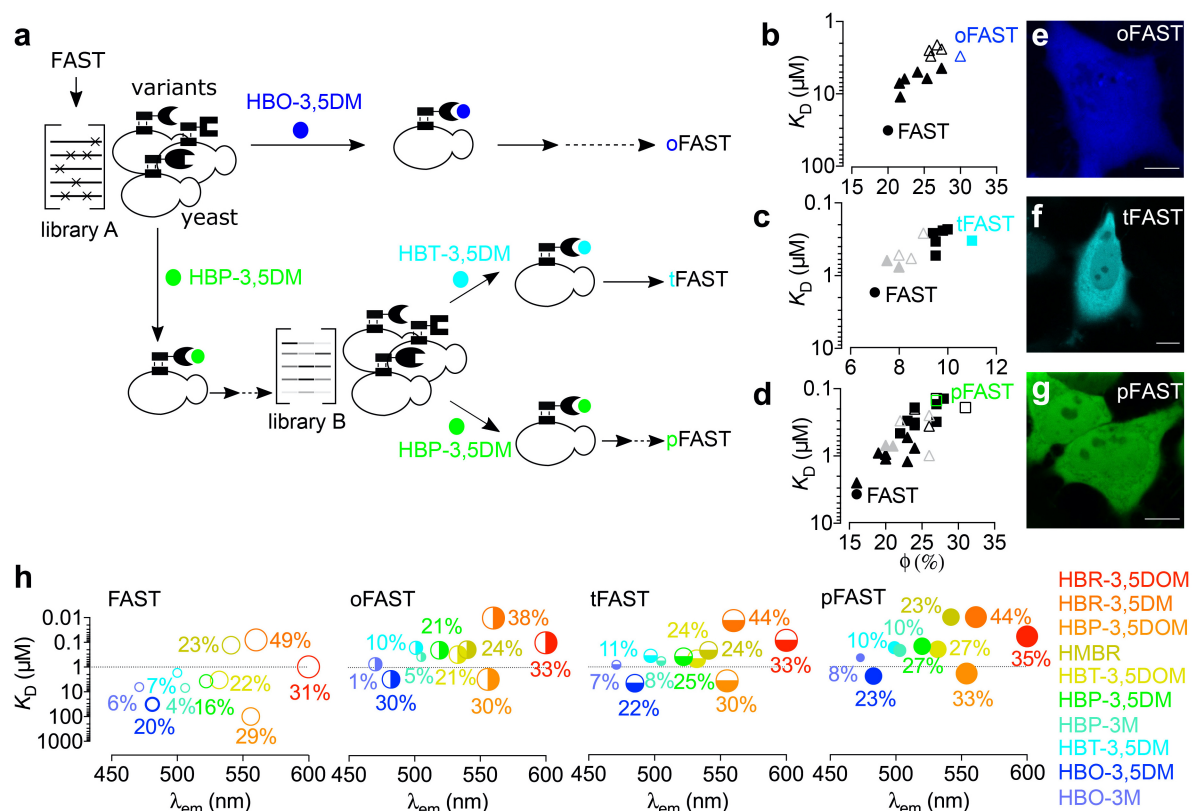 a
FAST
variants
HBO-3,5DM
oFAST
library A
yeast
HBP-3,5DM
HBT-3,5DM
tFAST
library B
HBP-3,5DM
pFAST
b
1
10
100
K_D (μM)
oFAST
FAST
15 20 25 30 35
c
0.1
1
10
K_D (μM)
tFAST
FAST
6 8 10 12
d
0.1
1
10
K_D (μM)
pFAST
FAST
15 20 25 30 35
ϕ (%)
e
oFAST
f
tFAST
g
pFAST
h
K_D (μM)
0.01
0.1
1
10
100
1000
FAST
23%
49%
7%
22%
31%
6%
4%
16%
20%
29%
450 500 550 600
λem (nm)
oFAST
21%
38%
10%
24%
1%
5%
21%
33%
30%
30%
450 500 550 600
λem (nm)
tFAST
44%
24%
11%
24%
7%
8%
25%
33%
22%
30%
450 500 550 600
λem (nm)
pFAST
23%
44%
10%
10%
27%
8%
27%
35%
23%
33%
450 500 550 600
λem (nm)
HBR-3,5DOM
HBR-3,5DM
HBP-3,5DOM
HMBR
HBT-3,5DOM
HBP-3,5DM
HBP-3M
HBT-3,5DM
HBO-3,5DM
HBO-3M